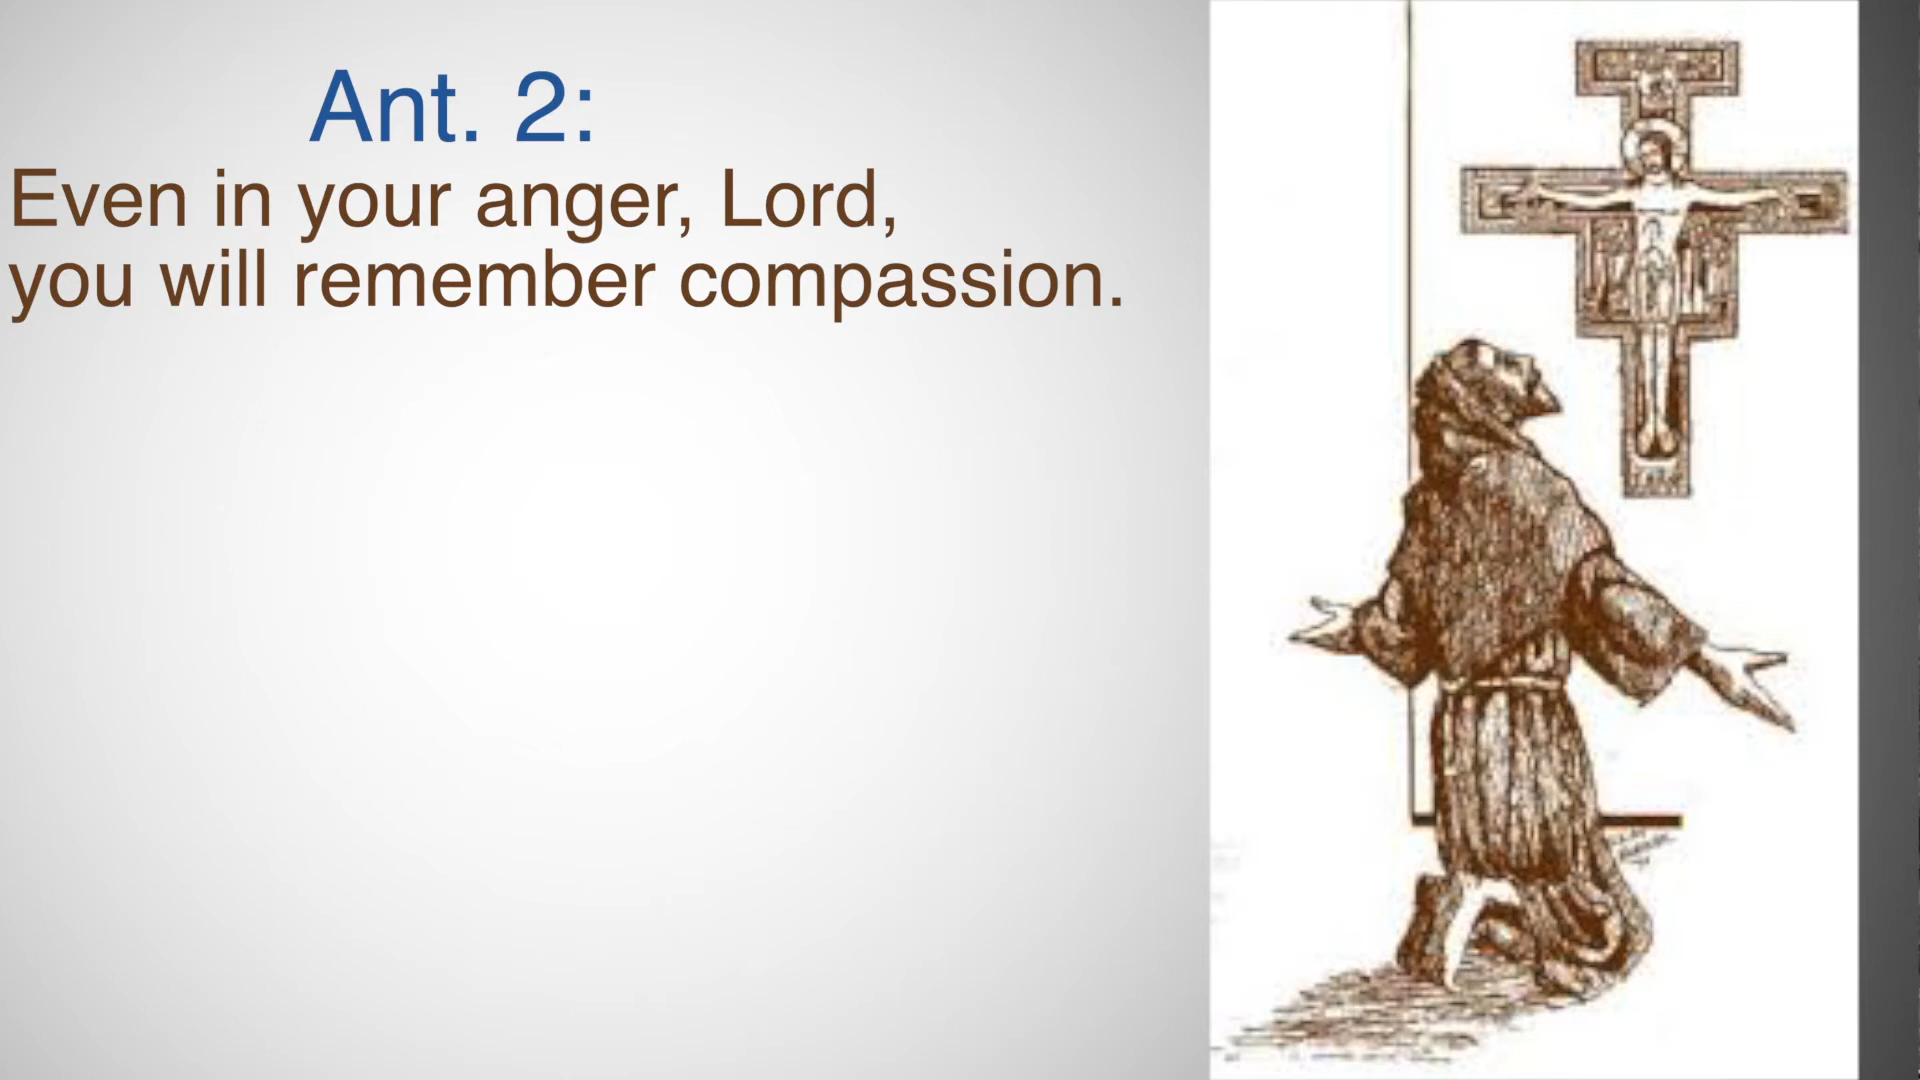 Ant. 2:
Even in your anger, Lord,
you will remember compassion.